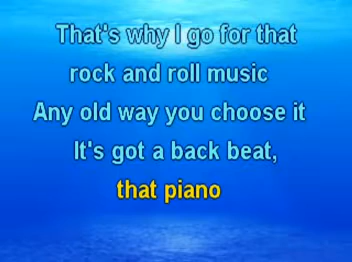 That's why I go for that
rock and roll music
Any old way you choose it
It's got a back beat,
that piano